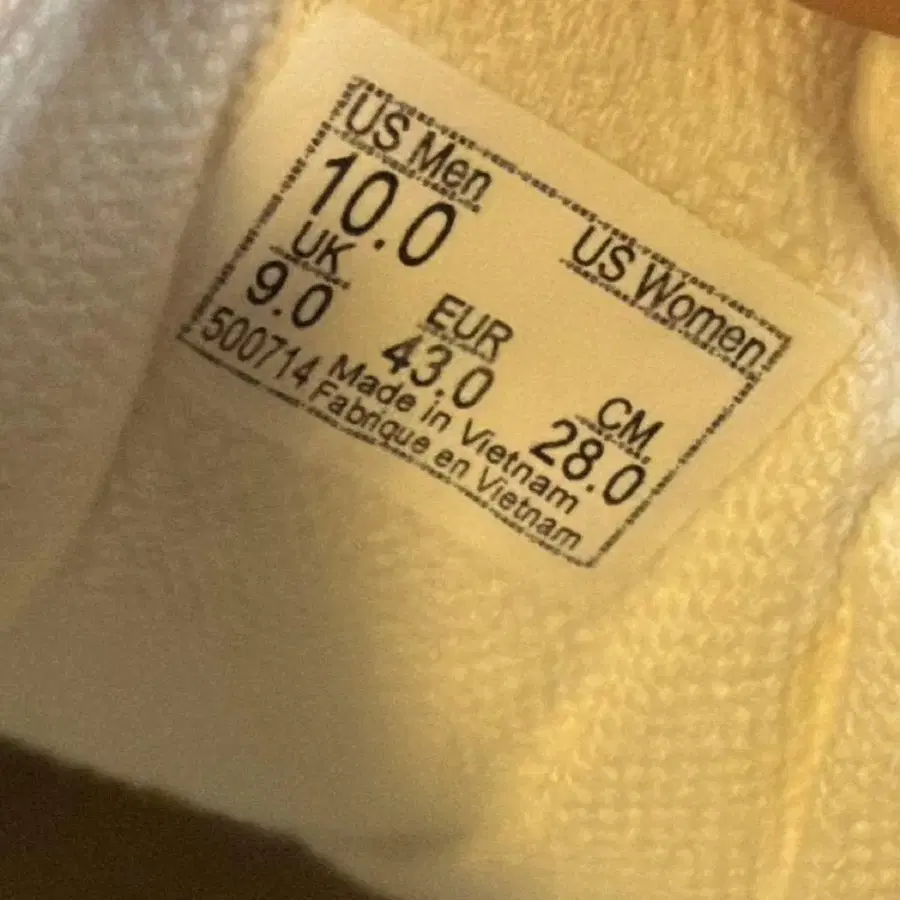 US Men US Women
10.0
UK EUR CM
9.0 43.0 28.0
500714 Made in Vietnam
Fabrique en Vietnam